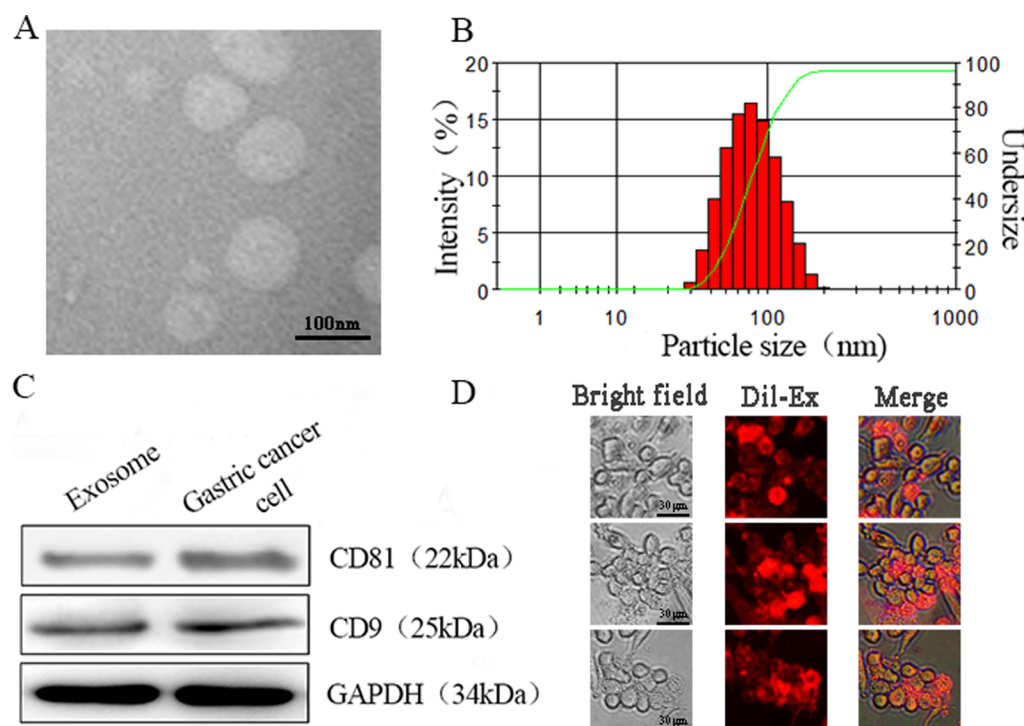 A
100nm
B
Intensity（%）
20
15
10
5
0
100
80
60
40
20
0
Undersize
1 10 100 1000
Particle size（nm)
C
Exosome
Gastric cancer
cell
CD81（22kDa）
CD9（25kDa）
GAPDH（34kDa）
D
Bright field Dil-Ex Merge
30 μm
30 μm
30 μm